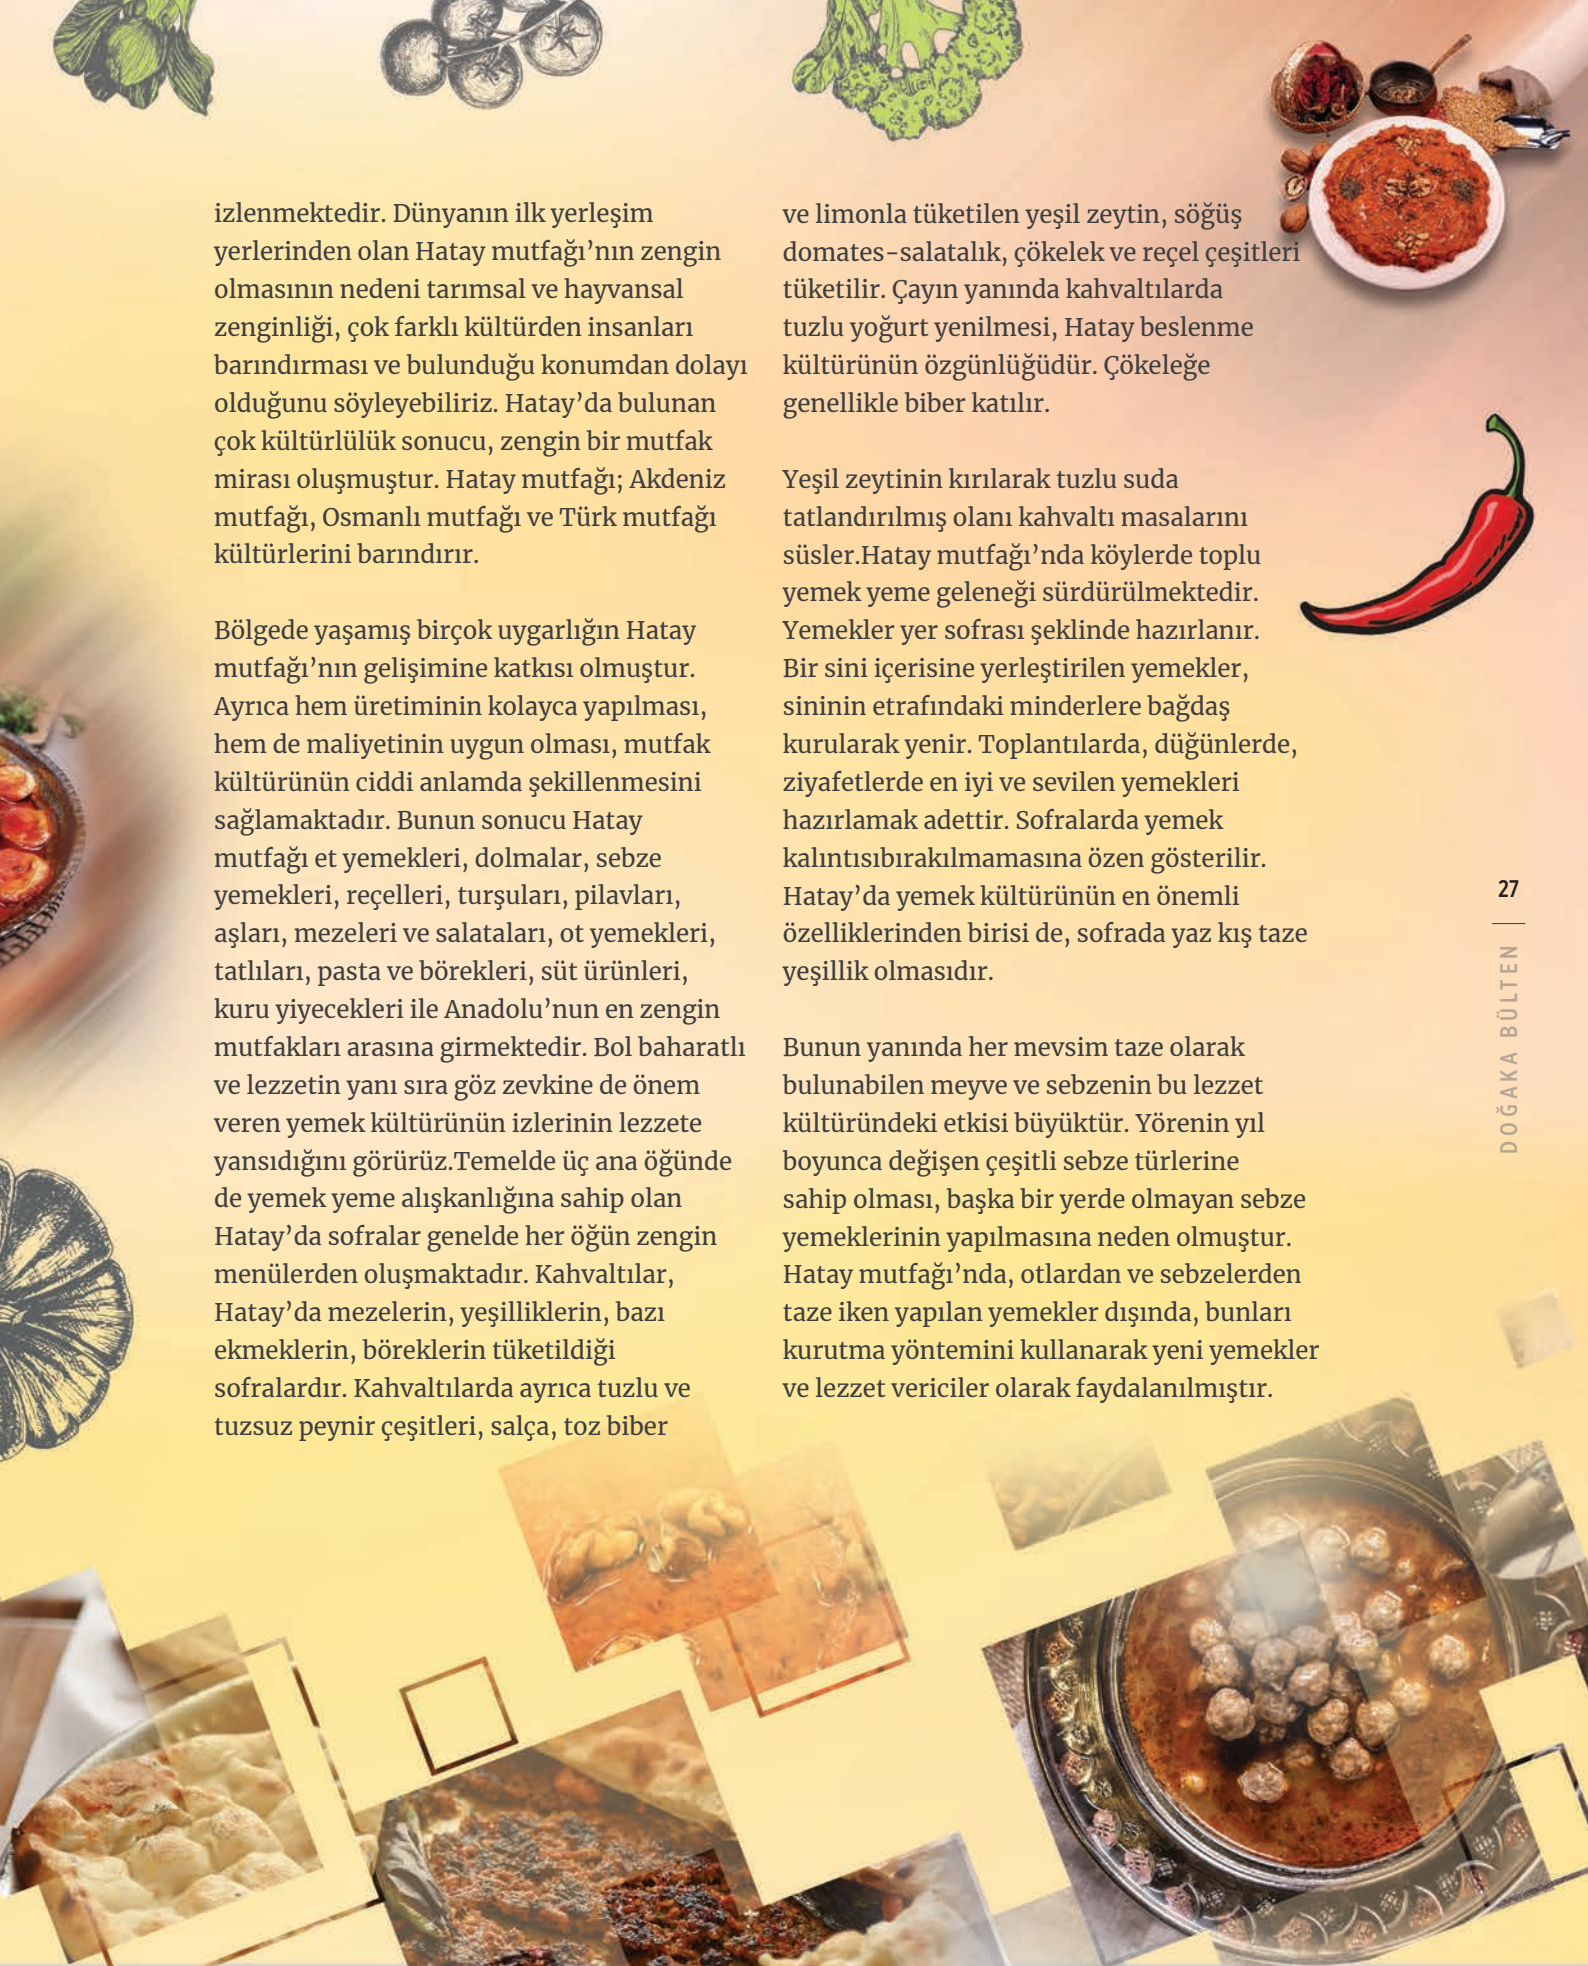 izlenmektedir. Dünyanın ilk yerleşim
yerlerinden olan Hatay mutfağı’nın zengin
olmasının nedeni tarımsal ve hayvansal
zenginliği, çok farklı kültürden insanları
barındırması ve bulunduğu konumdan dolayı
olduğunu söyleyebiliriz. Hatay’da bulunan
çok kültürlülük sonucu, zengin bir mutfak
mirası oluşmuştur. Hatay mutfağı; Akdeniz
mutfağı, Osmanlı mutfağı ve Türk mutfağı
kültürlerini barındırır.
Bölgede yaşamış birçok uygarlığın Hatay
mutfağı’nın gelişimine katkısı olmuştur.
Ayrıca hem üretiminin kolayca yapılması,
hem de maliyetinin uygun olması, mutfak
kültürünün ciddi anlamda şekillenmesini
sağlamaktadır. Bunun sonucu Hatay
mutfağı et yemekleri, dolmalar, sebze
yemekleri, reçelleri, turşuları, pilavları,
aşları, mezeleri ve salataları, ot yemekleri,
tatlıları, pasta ve börekleri, süt ürünleri,
kuru yiyecekleri ile Anadolu’nun en zengin
mutfakları arasına girmektedir. Bol baharatlı
ve lezzetin yanı sıra göz zevkine de önem
veren yemek kültürünün izlerinin lezzete
yansıdığını görürüz.Temelde üç ana öğünde
de yemek yeme alışkanlığına sahip olan
Hatay’da sofralar genelde her öğün zengin
menülerden oluşmaktadır. Kahvaltılar,
Hatay’da mezelerin, yeşilliklerin, bazı
ekmeklerin, böreklerin tüketildiği
sofralardır. Kahvaltılarda ayrıca tuzlu ve
tuzsuz peynir çeşitleri, salça, toz biber
ve limonla tüketilen yeşil zeytin, söğüş
domates-salatalık, çökelek ve reçel çeşitleri
tüketilir. Çayın yanında kahvaltılarda
tuzlu yoğurt yenilmesi, Hatay beslenme
kültürünün özgünlüğüdür. Çökeleğe
genellikle biber katılır.
Yeşil zeytinin kırılarak tuzlu suda
tatlandırılmış olanı kahvaltı masalarını
süsler.Hatay mutfağı’nda köylerde toplu
yemek yeme geleneği sürdürülmektedir.
Yemekler yer sofrası şeklinde hazırlanır.
Bir sini içerisine yerleştirilen yemekler,
sininin etrafındaki minderlere bağdaş
kurularak yenir. Toplantılarda, düğünlerde,
ziyafetlerde en iyi ve sevilen yemekleri
hazırlamak adettir. Sofralarda yemek
kalıntısıbırakılmamasına özen gösterilir.
Hatay’da yemek kültürünün en önemli
özelliklerinden birisi de, sofrada yaz kış taze
yeşillik olmasıdır.
Bunun yanında her mevsim taze olarak
bulunabilen meyve ve sebzenin bu lezzet
kültüründeki etkisi büyüktür. Yörenin yıl
boyunca değişen çeşitli sebze türlerine
sahip olması, başka bir yerde olmayan sebze
yemeklerinin yapılmasına neden olmuştur.
Hatay mutfağı’nda, otlardan ve sebzelerden
taze iken yapılan yemekler dışında, bunları
kurutma yöntemini kullanarak yeni yemekler
ve lezzet vericiler olarak faydalanılmıştır.
27
DOĞAKA BÜLTEN